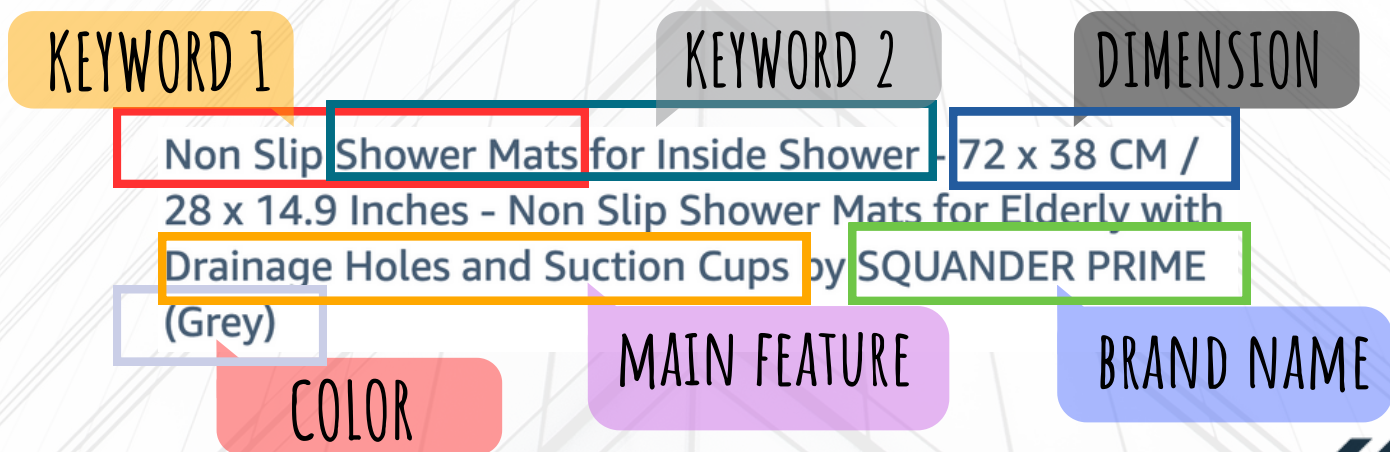 KEYWORD 1
KEYWORD 2
DIMENSION
Non Slip Shower Mats for Inside Shower - 72 x 38 CM /
28 x 14.9 Inches - Non Slip Shower Mats for Elderly with
Drainage Holes and Suction Cups by SQUANDER PRIME
(Grey)
COLOR
MAIN FEATURE
BRAND NAME